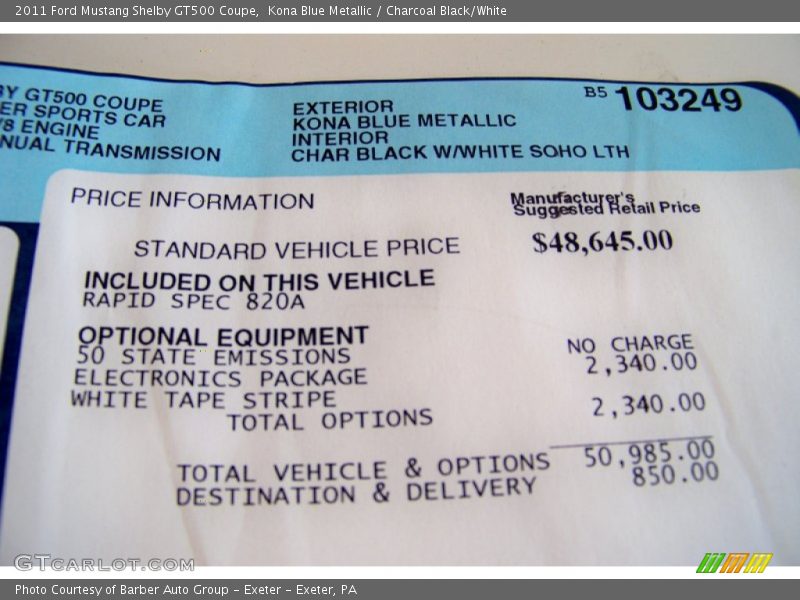 2011 Ford Mustang Shelby GT500 Coupe, Kona Blue Metallic / Charcoal Black/White
GT500 COUPE
SPORTS CAR
ENGINE
TRANSMISSION
EXTERIOR
KONA BLUE METALLIC
INTERIOR
CHAR BLACK W/WHITE SOHO LTH
B5 103249
PRICE INFORMATION
Manufacturer's
Suggested Retail Price
STANDARD VEHICLE PRICE $48,645.00
INCLUDED ON THIS VEHICLE
RAPID SPEC 820A
OPTIONAL EQUIPMENT
50 STATE EMISSIONS NO CHARGE
ELECTRONICS PACKAGE 2,340.00
WHITE TAPE STRIPE
TOTAL OPTIONS 2,340.00
TOTAL VEHICLE & OPTIONS 50,985.00
DESTINATION & DELIVERY 850.00
GTCARLOT.COM
Photo Courtesy of Barber Auto Group - Exeter - Exeter, PA